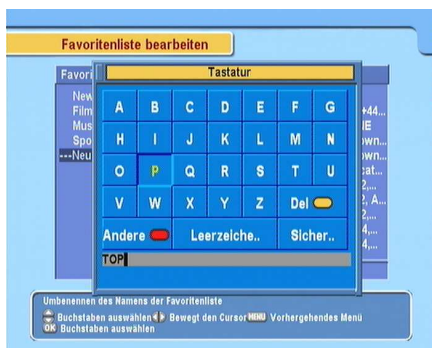 Favoritenliste bearbeiten
Favori
Tastatur
New
Film
+44...
Mus
Spo
---Neu
A B C D E F G
H I J K L M N
O P Q R S T U
V W X Y Z Del
Andere Leerzeiche.. Sicher..
TOP
Umbenennen des Namens der Favoritenliste
Buchstaben auswählen Bewegt den Cursor MENU Vorhergehendes Menü
OK Buchstaben auswählen